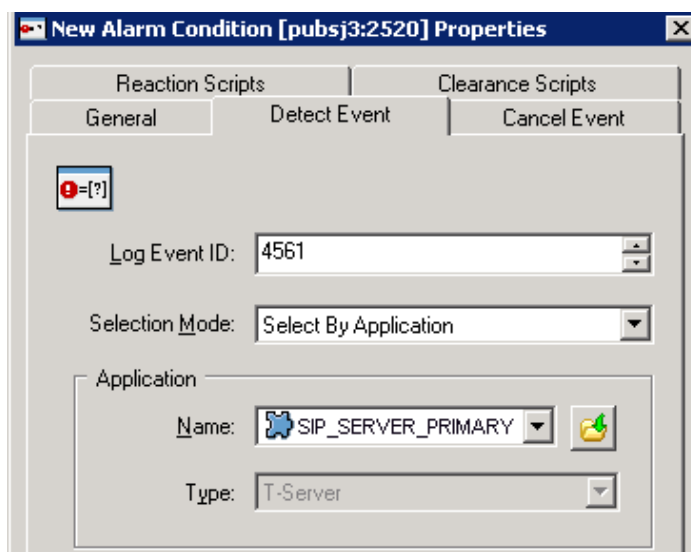 New Alarm Condition [pubsj3:2520] Properties
Reaction Scripts Clearance Scripts
General Detect Event Cancel Event
=[?]
Log Event ID: 4561
Selection Mode: Select By Application
Application
Name: SIP_SERVER_PRIMARY
Type: T-Server